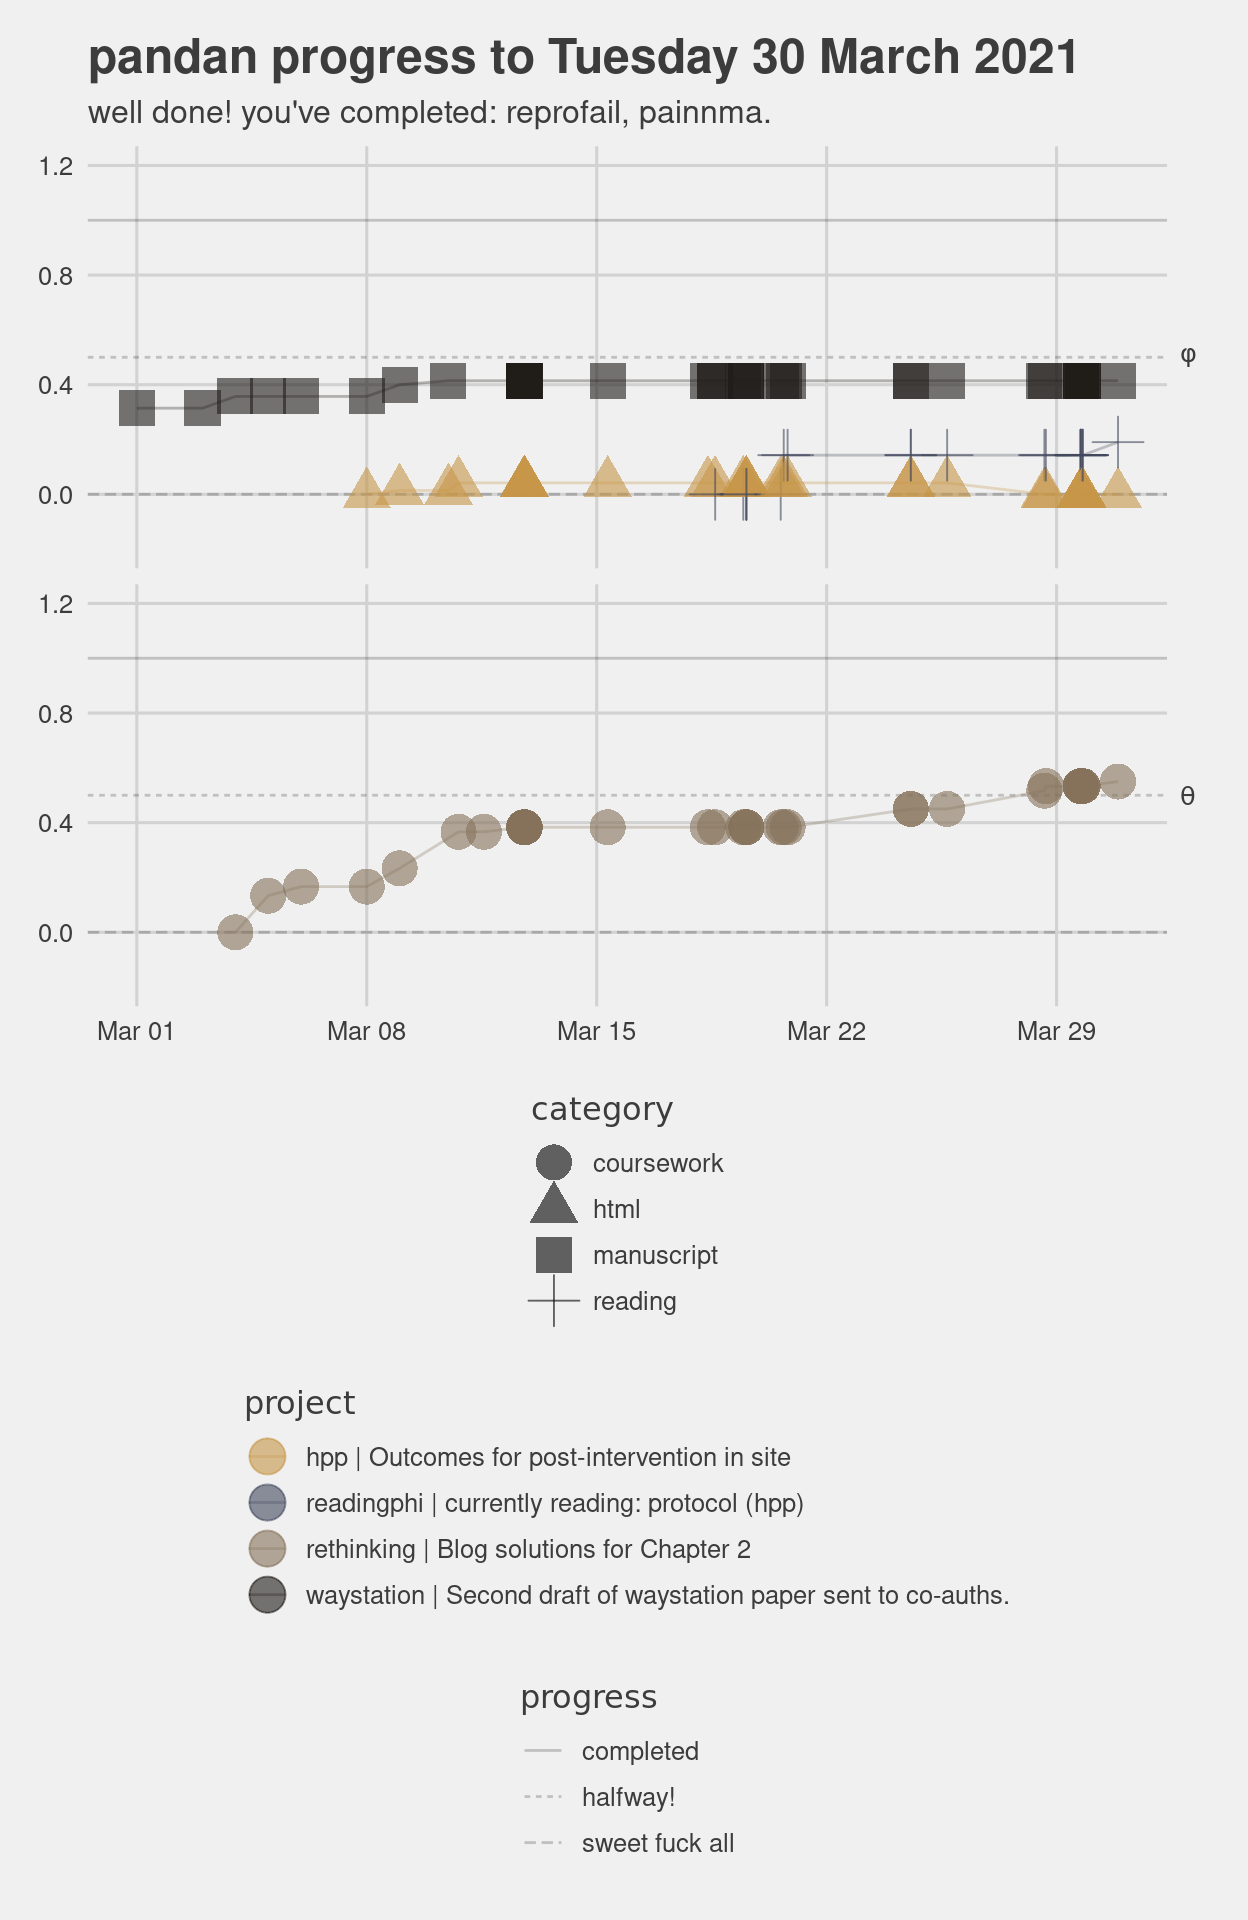 pandan progress to Tuesday 30 March 2021
well done! you've completed: reprofail, painnma.
1.2
0.8
φ
0.4
0.0
1.2
0.8
θ
0.4
0.0
Mar 01 Mar 08 Mar 15 Mar 22 Mar 29
category
coursework
html
manuscript
reading
project
hpp | Outcomes for post-intervention in site
readingphi | currently reading: protocol (hpp)
rethinking | Blog solutions for Chapter 2
waystation | Second draft of waystation paper sent to co-auths.
progress
completed
halfway!
sweet fuck all